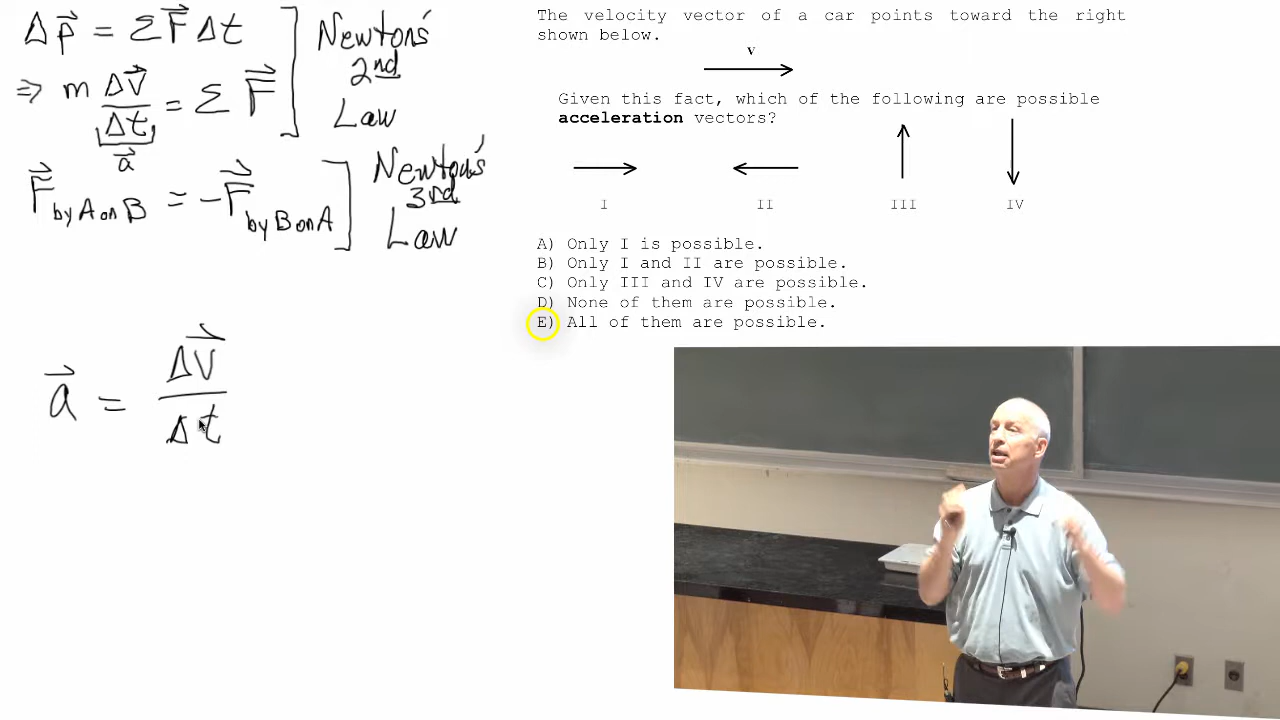 Δp⃗ = ΣF⃗ Δt
⇒ m Δv⃗/Δt = Σ F⃗
a⃗
Newton's
2nd
Law
F⃗ by A on B = -F⃗ by B on A
Newton's
3rd
Law
a⃗ = Δv⃗/Δt
The velocity vector of a car points toward the right
shown below.
v
Given this fact, which of the following are possible
acceleration vectors?
I II III IV
A) Only I is possible.
B) Only I and II are possible.
C) Only III and IV are possible.
D) None of them are possible.
E) All of them are possible.